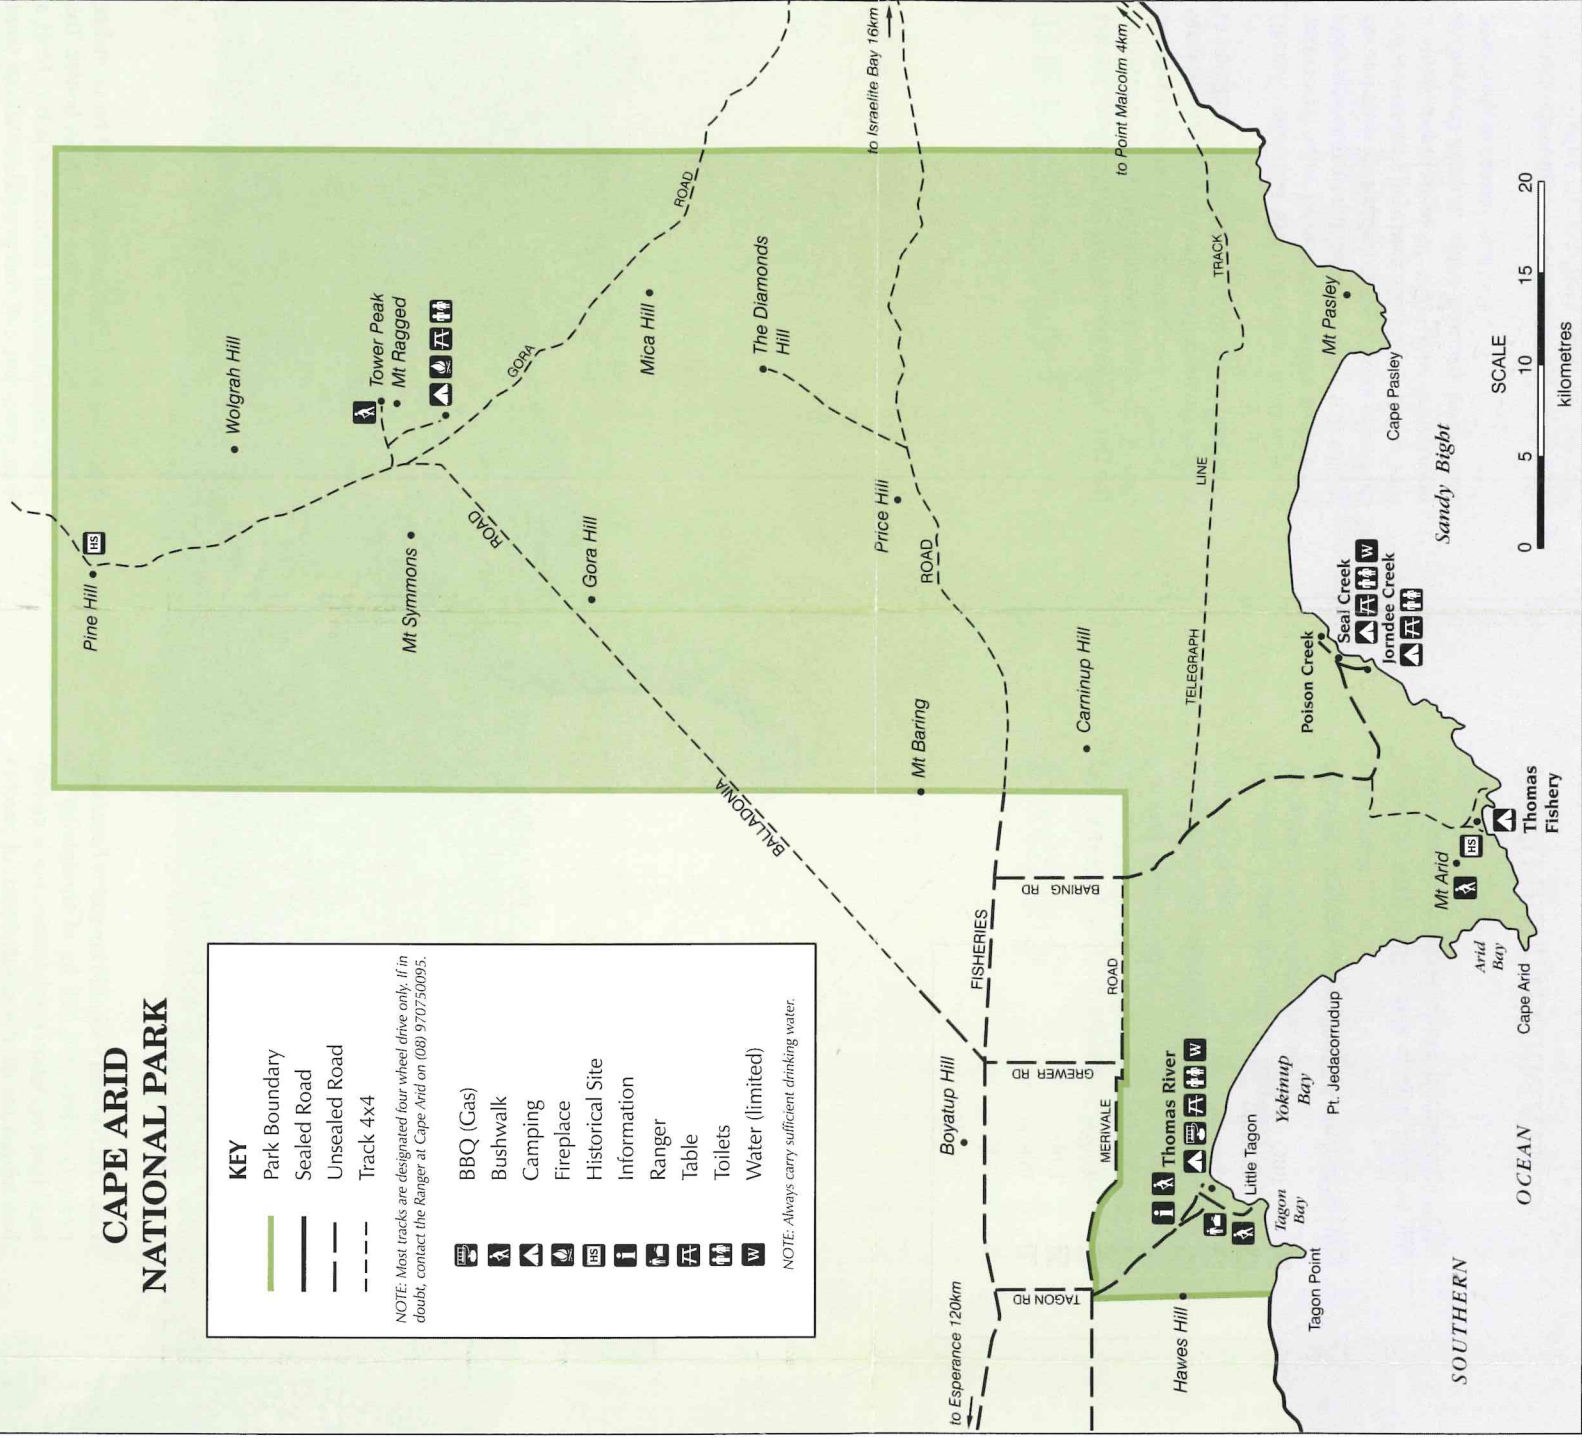 CAPE ARID
NATIONAL PARK
KEY
Park Boundary
Sealed Road
Unsealed Road
Track 4x4
NOTE: Most tracks are designated four wheel drive only. If in
doubt, contact the Ranger at Cape Arid on (08) 970750095.
BBQ (Gas)
Bushwalk
Camping
Fireplace
HS Historical Site
i Information
Ranger
Table
Toilets
W Water (limited)
NOTE: Always carry sufficient drinking water.
Pine Hill
HS
Wolgrah Hill
Tower Peak
Mt Ragged
Mt Symmons
GORA
ROAD
BALLADONIA
ROAD
Gora Hill
Mica Hill
The Diamonds
Hill
to Israelite Bay 16km
Price Hill
ROAD
Mt Baring
FISHERIES
Boyatup Hill
to Esperance 120km
TAGON RD
GREWER RD
BARING RD
MERIVALE
ROAD
Carninup Hill
TELEGRAPH
LINE
TRACK
to Point Malcolm 4km
Hawes Hill
i
Thomas River
W
Little Tagon
Tagon
Bay
Tagon Point
Yokinup
Bay
Pt. Jedacorrudup
Mt Arid
HS
Thomas
Fishery
Arid
Bay
Cape Arid
Poison Creek
Seal Creek
W
Jorndee Creek
Mt Pasley
Cape Pasley
Sandy Bight
SOUTHERN
OCEAN
SCALE
0 5 10 15 20
kilometres